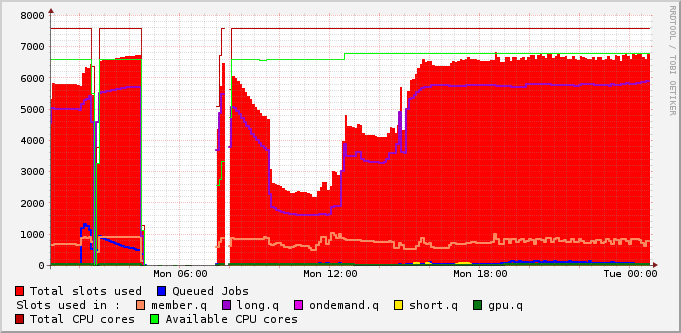 8000
7000
6000
5000
4000
3000
2000
1000
0
Mon 06:00 Mon 12:00 Mon 18:00 Tue 00:00
Total slots used Queued Jobs
Slots used in : member.q long.q ondemand.q short.q gpu.q
Total CPU cores Available CPU cores
RRDTOOL / TOBI OETIKER